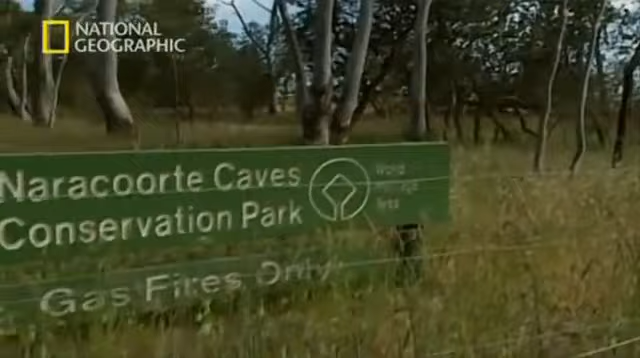 NATIONAL
GEOGRAPHIC
Naracoorte Caves
Conservation Park
World
Heritage
Area
Gas Fires Only